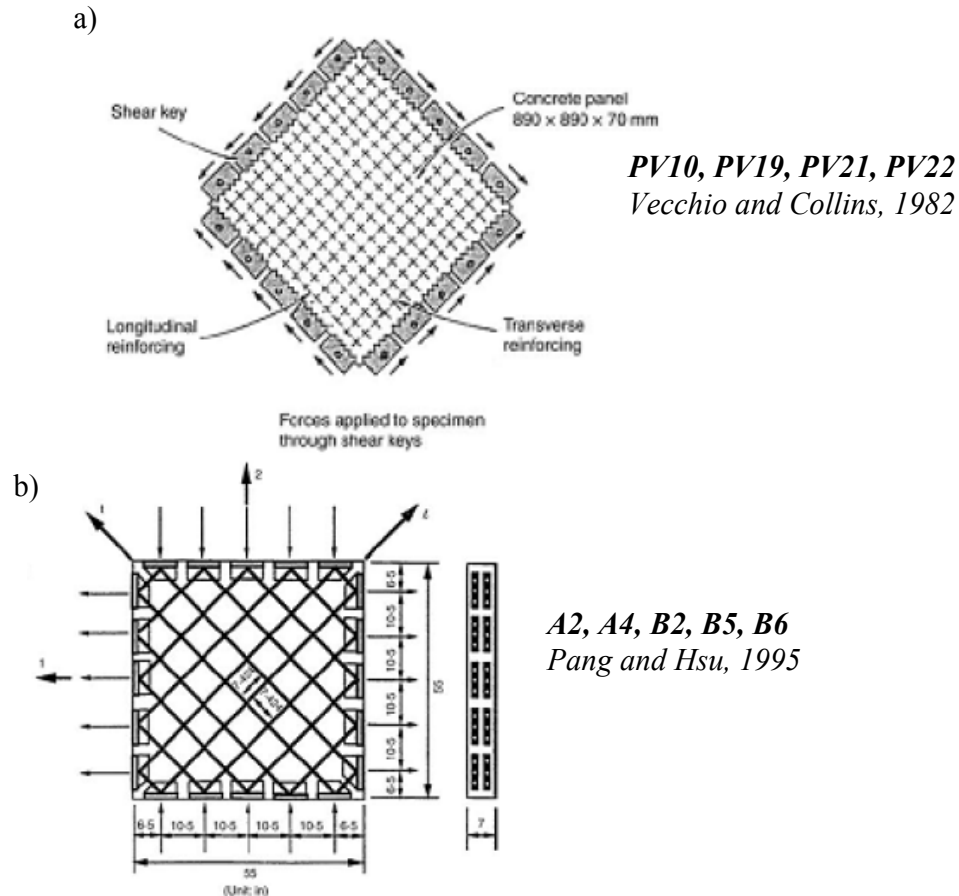 a)
Shear key
Concrete panel
890 × 890 × 70 mm
PV10, PV19, PV21, PV22
Vecchio and Collins, 1982
Longitudinal
reinforcing
Transverse
reinforcing
Forces applied to specimen
through shear keys
b)
2
1
6·5
10·5
10·5
10·5
10·5
6·5
55
1
6·5
10·5
10·5
10·5
10·5
6·5
55
(Unit: in)
7
A2, A4, B2, B5, B6
Pang and Hsu, 1995